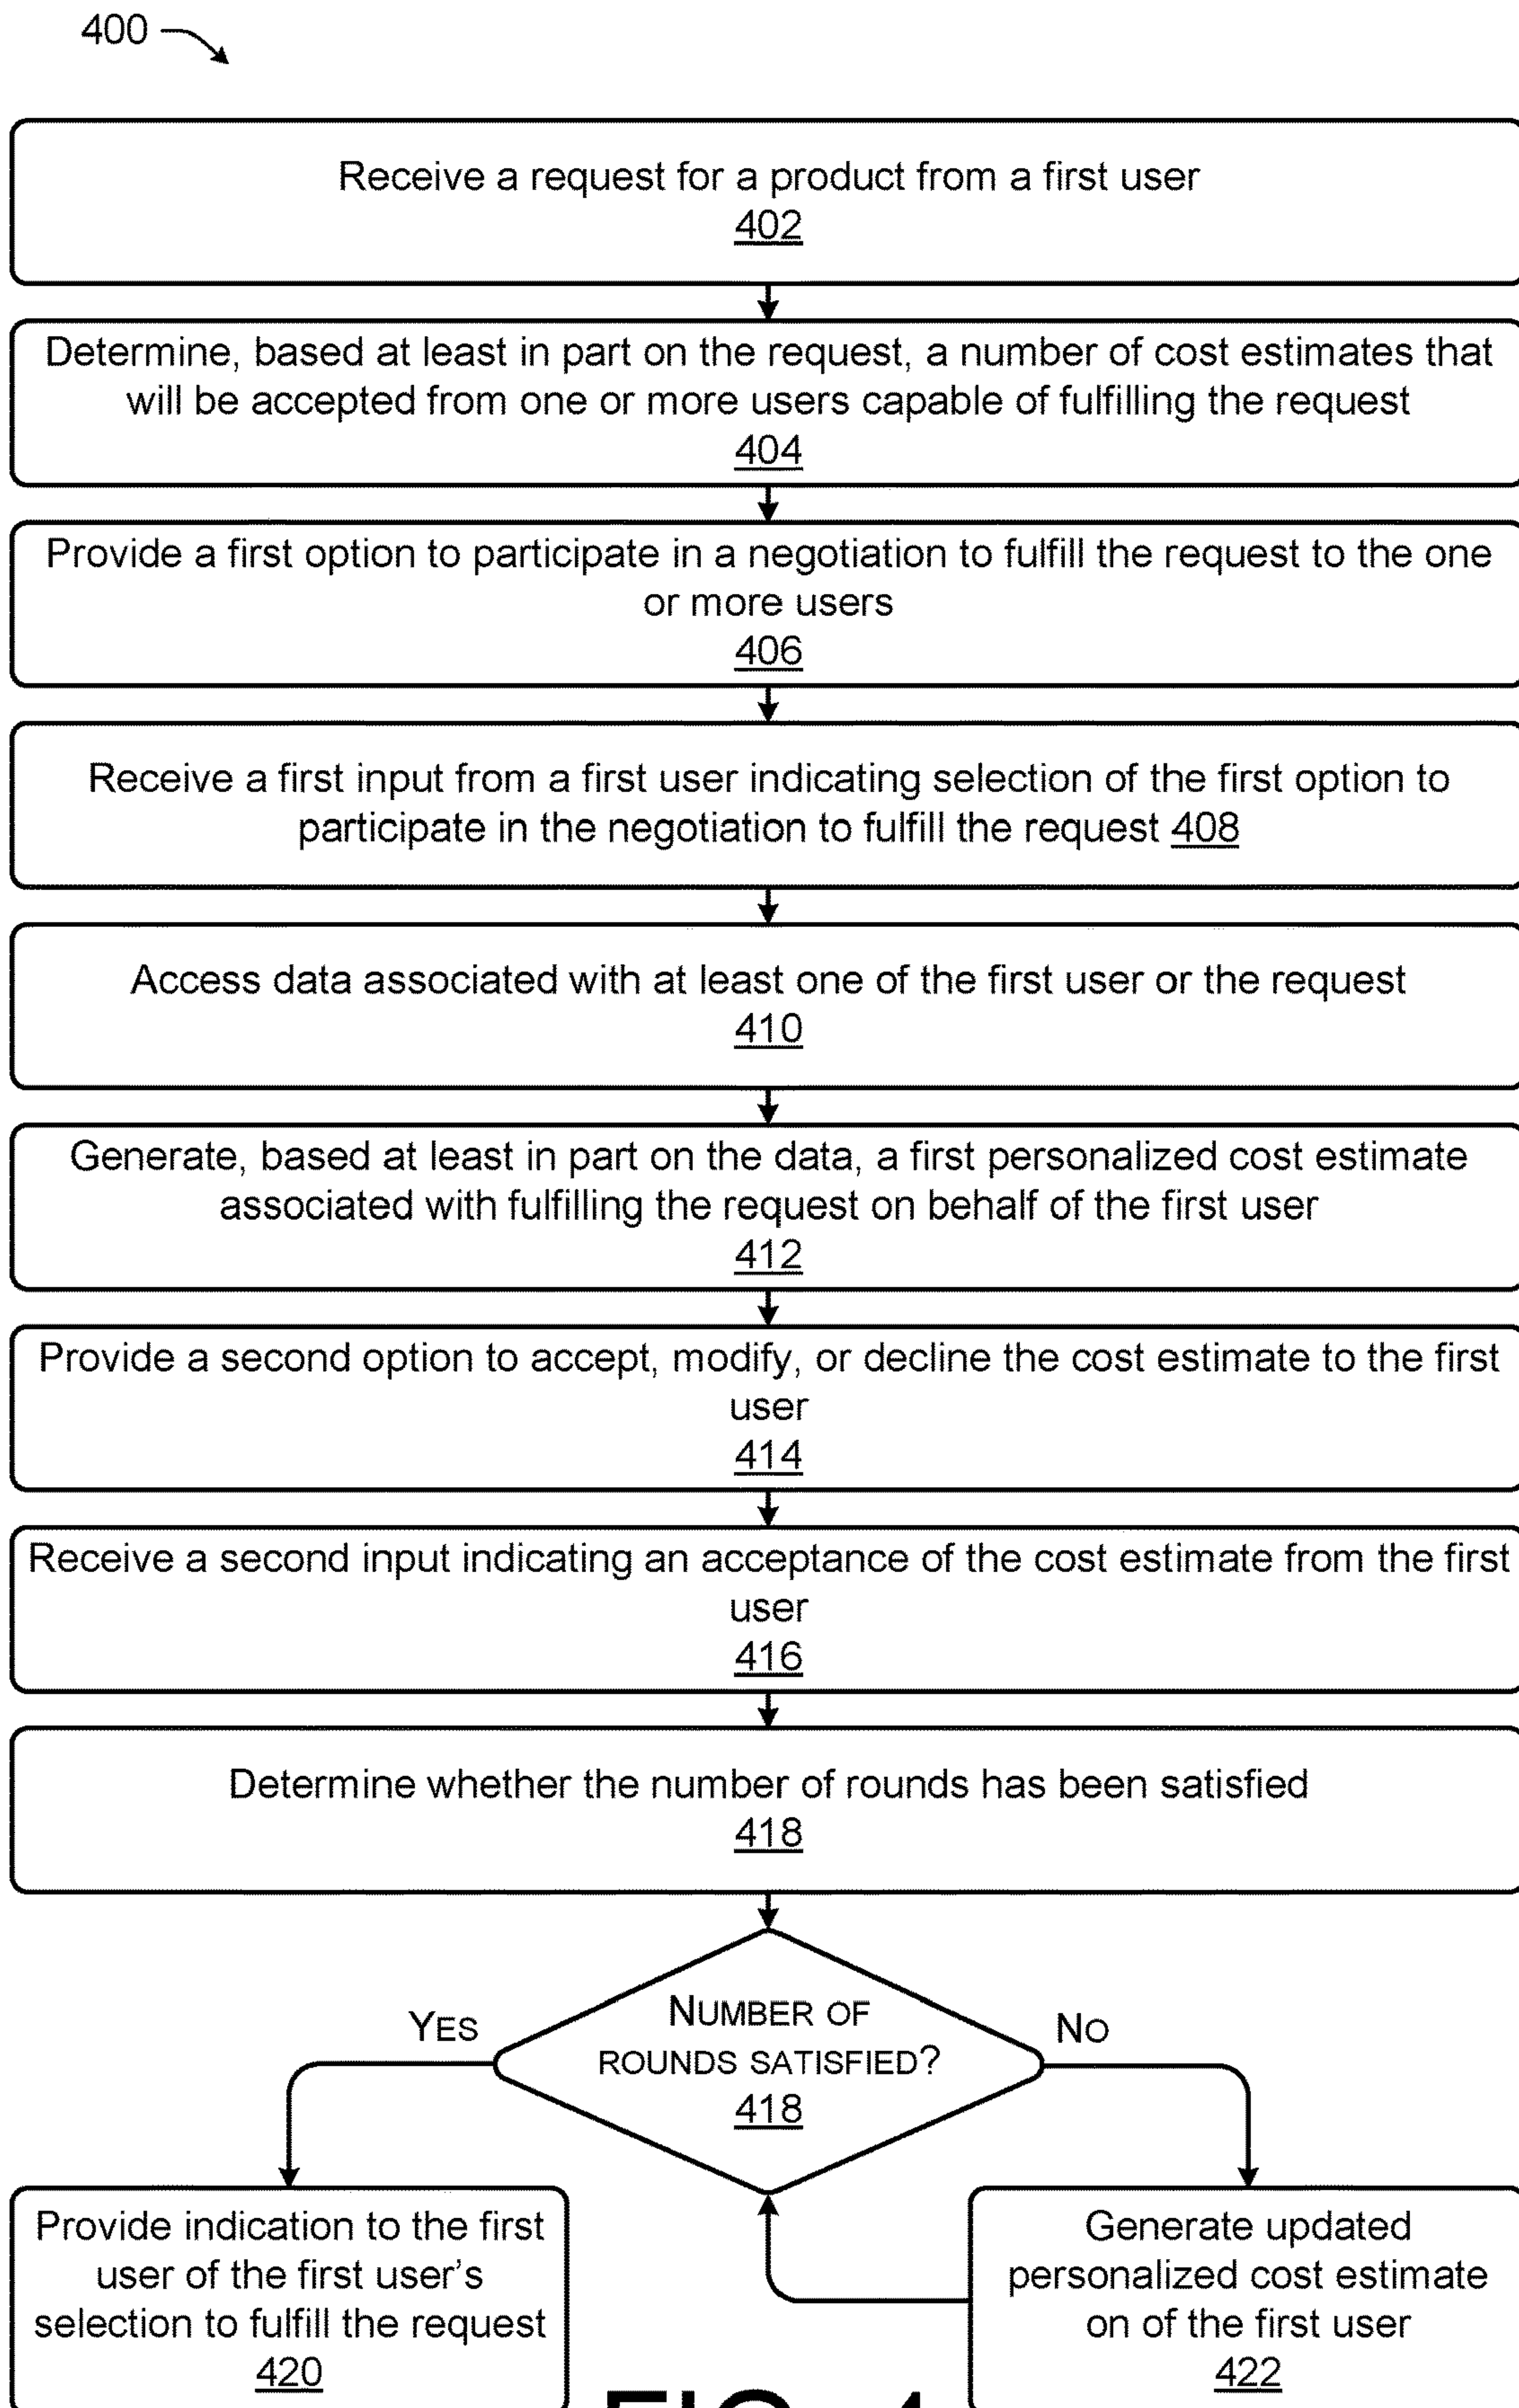 400
Receive a request for a product from a first user
402
Determine, based at least in part on the request, a number of cost estimates that
will be accepted from one or more users capable of fulfilling the request
404
Provide a first option to participate in a negotiation to fulfill the request to the one
or more users
406
Receive a first input from a first user indicating selection of the first option to
participate in the negotiation to fulfill the request 408
Access data associated with at least one of the first user or the request
410
Generate, based at least in part on the data, a first personalized cost estimate
associated with fulfilling the request on behalf of the first user
412
Provide a second option to accept, modify, or decline the cost estimate to the first
user
414
Receive a second input indicating an acceptance of the cost estimate from the first
user
416
Determine whether the number of rounds has been satisfied
418
NUMBER OF
ROUNDS SATISFIED?
418
YES
NO
Provide indication to the first
user of the first user's
selection to fulfill the request
420
Generate updated
personalized cost estimate
on of the first user
422